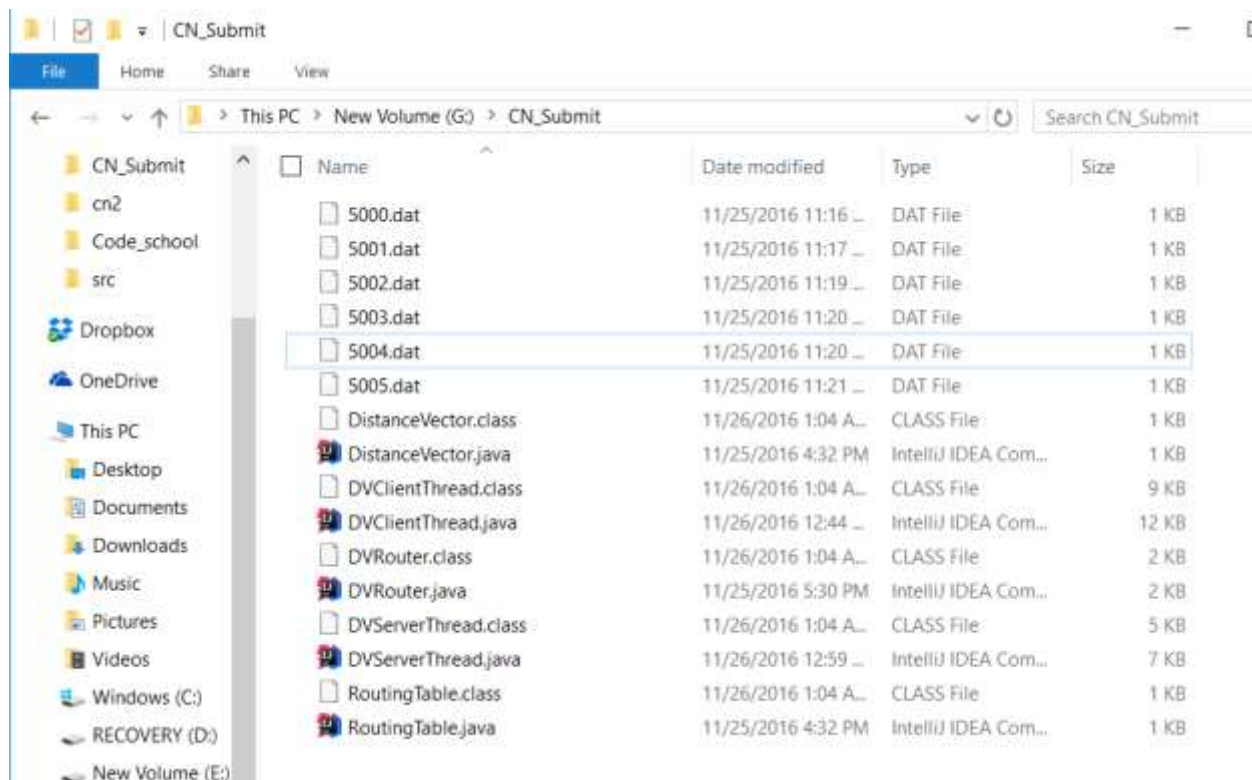 CN_Submit
File Home Share View
This PC > New Volume (G:) > CN_Submit Search CN_Submit
Name Date modified Type Size
CN_Submit
cn2
Code_school
src
Dropbox
OneDrive
This PC
Desktop
Documents
Downloads
Music
Pictures
Videos
Windows (C:)
RECOVERY (D:)
New Volume (E:)
5000.dat 11/25/2016 11:16 ... DAT File 1 KB
5001.dat 11/25/2016 11:17 ... DAT File 1 KB
5002.dat 11/25/2016 11:19 ... DAT File 1 KB
5003.dat 11/25/2016 11:20 ... DAT File 1 KB
5004.dat 11/25/2016 11:20 ... DAT File 1 KB
5005.dat 11/25/2016 11:21 ... DAT File 1 KB
DistanceVector.class 11/26/2016 1:04 A... CLASS File 1 KB
DistanceVector.java 11/25/2016 4:32 PM IntelliJ IDEA Com... 1 KB
DVClientThread.class 11/26/2016 1:04 A... CLASS File 9 KB
DVClientThread.java 11/26/2016 12:44 ... IntelliJ IDEA Com... 12 KB
DVRouter.class 11/26/2016 1:04 A... CLASS File 2 KB
DVRouter.java 11/25/2016 5:30 PM IntelliJ IDEA Com... 2 KB
DVServerThread.class 11/26/2016 1:04 A... CLASS File 5 KB
DVServerThread.java 11/26/2016 12:59 ... IntelliJ IDEA Com... 7 KB
RoutingTable.class 11/26/2016 1:04 A... CLASS File 1 KB
RoutingTable.java 11/25/2016 4:32 PM IntelliJ IDEA Com... 1 KB